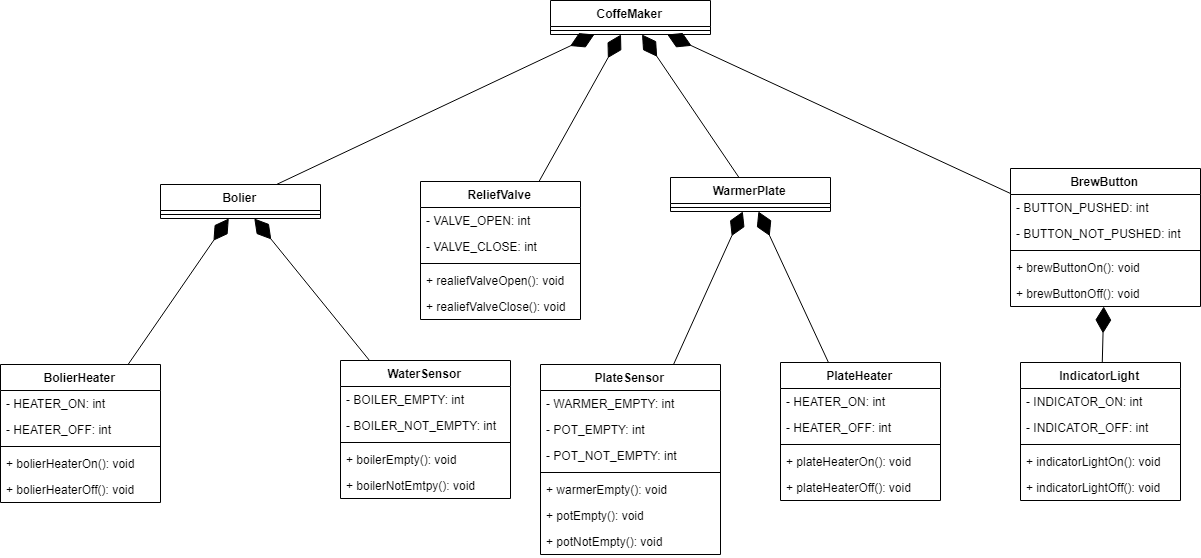 CoffeMaker
Bolier
ReliefValve
- VALVE_OPEN: int
- VALVE_CLOSE: int
+ realiefValveOpen(): void
+ realiefValveClose(): void
WarmerPlate
BrewButton
- BUTTON_PUSHED: int
- BUTTON_NOT_PUSHED: int
+ brewButtonOn(): void
+ brewButtonOff(): void
BolierHeater
- HEATER_ON: int
- HEATER_OFF: int
+ bolierHeaterOn(): void
+ bolierHeaterOff(): void
WaterSensor
- BOILER_EMPTY: int
- BOILER_NOT_EMPTY: int
+ boilerEmpty(): void
+ boilerNotEmtpy(): void
PlateSensor
- WARMER_EMPTY: int
- POT_EMPTY: int
- POT_NOT_EMPTY: int
+ warmerEmpty(): void
+ potEmpty(): void
+ potNotEmpty(): void
PlateHeater
- HEATER_ON: int
- HEATER_OFF: int
+ plateHeaterOn(): void
+ plateHeaterOff(): void
IndicatorLight
- INDICATOR_ON: int
- INDICATOR_OFF: int
+ indicatorLightOn(): void
+ indicatorLightOff(): void